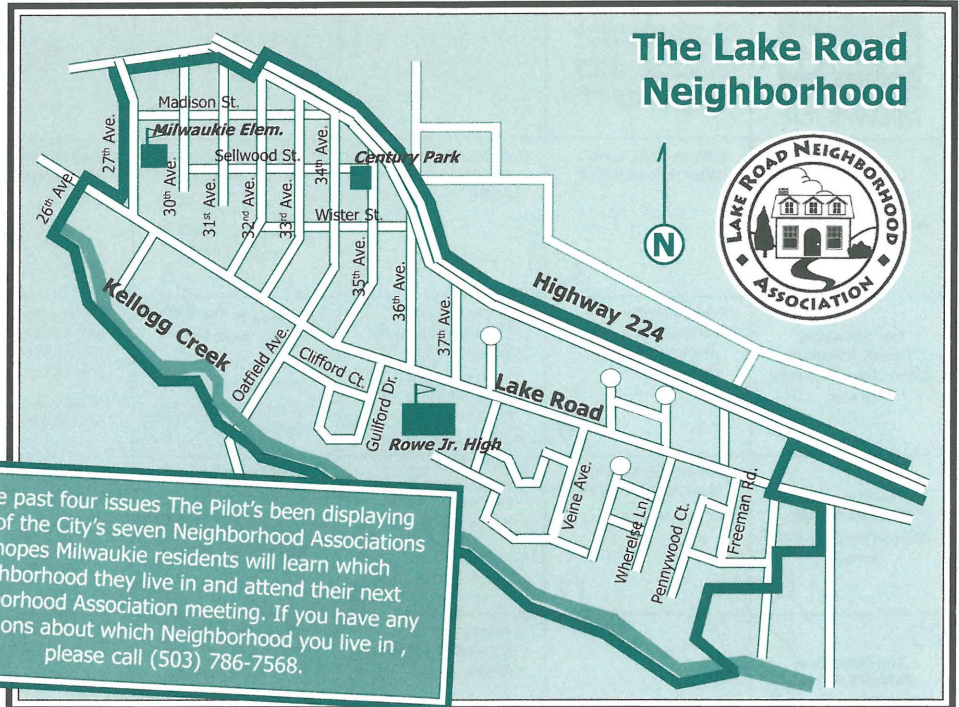 The Lake Road
Neighborhood
LAKE ROAD NEIGHBORHOOD
ASSOCIATION
Madison St.
Milwaukie Elem.
27th Ave.
Sellwood St.
Century Park
34th Ave.
26th Ave.
30th Ave.
31st Ave.
32nd Ave.
33rd Ave.
Wister St.
N
35th Ave.
36th Ave.
Highway 224
Kellogg Creek
37th Ave.
Oatfield Ave.
Clifford Ct.
Guilford Dr.
Lake Road
Rowe Jr. High
Veine Ave.
Wherelse Ln.
Pennywood Ct.
Freeman Rd.
past four issues The Pilot's been displaying
of the City's seven Neighborhood Associations
hopes Milwaukie residents will learn which
they live in and attend their next
Association meeting. If you have any
about which Neighborhood you live in ,
please call (503) 786-7568.